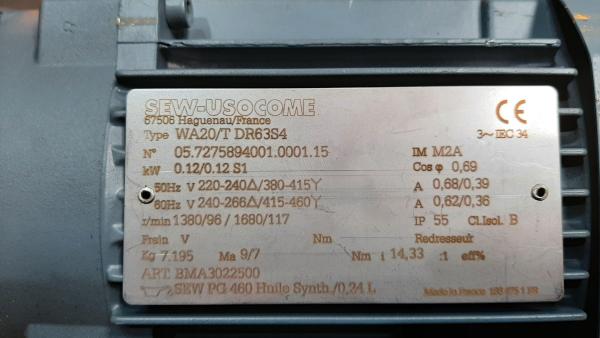 SEW-USOCOME
67506 Haguenau/France
CE
Type WA20/T DR63S4
3~ IEC 34
N° 05.7275894001.0001.15
IM M2A
kW 0.12/0.12 S1
Cos φ 0,69
50Hz V 220-240Δ/380-415Y
A 0,68/0,39
60Hz V 240-266Δ/415-460Y
A 0,62/0,36
r/min 1380/96 / 1680/117
IP 55 Cl.Isol. B
Frein V Nm Redresseur
Kg 7.195 Ma 9/7 Nm i 14,33 :1 eff%
ART. BMA3022500
SEW PG 460 Huile Synth./0,24 L
Made in France